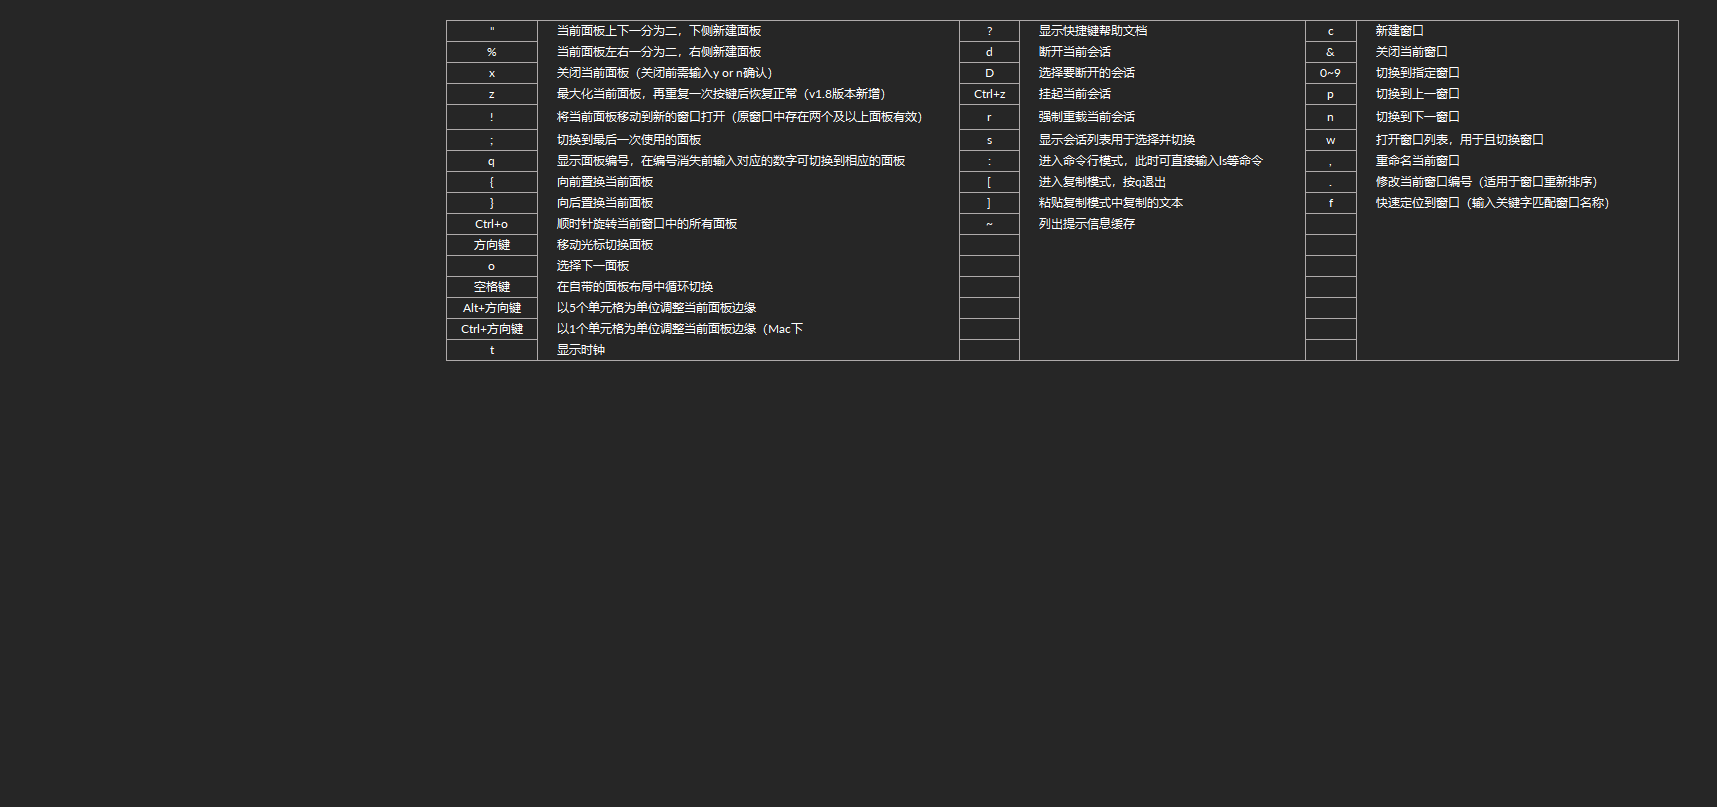 " 当前面板上下一分为二，下侧新建面板 ? 显示快捷键帮助文档 c 新建窗口
% 当前面板左右一分为二，右侧新建面板 d 断开当前会话 & 关闭当前窗口
x 关闭当前面板（关闭前需输入y or n确认） D 选择要断开的会话 0~9 切换到指定窗口
z 最大化当前面板，再重复一次按键后恢复正常（v1.8版本新增） Ctrl+z 挂起当前会话 p 切换到上一窗口
! 将当前面板移动到新的窗口打开（原窗口中存在两个及以上面板有效） r 强制重载当前会话 n 切换到下一窗口
; 切换到最后一次使用的面板 s 显示会话列表用于选择并切换 w 打开窗口列表，用于且切换窗口
q 显示面板编号，在编号消失前输入对应的数字可切换到相应的面板 : 进入命令行模式，此时可直接输入ls等命令 , 重命名当前窗口
{ 向前置换当前面板 [ 进入复制模式，按q退出 . 修改当前窗口编号（适用于窗口重新排序）
} 向后置换当前面板 ] 粘贴复制模式中复制的文本 f 快速定位到窗口（输入关键字匹配窗口名称）
Ctrl+o 顺时针旋转当前窗口中的所有面板 ~ 列出提示信息缓存
方向键 移动光标切换面板
o 选择下一面板
空格键 在自带的面板布局中循环切换
Alt+方向键 以5个单元格为单位调整当前面板边缘
Ctrl+方向键 以1个单元格为单位调整当前面板边缘（Mac下
t 显示时钟